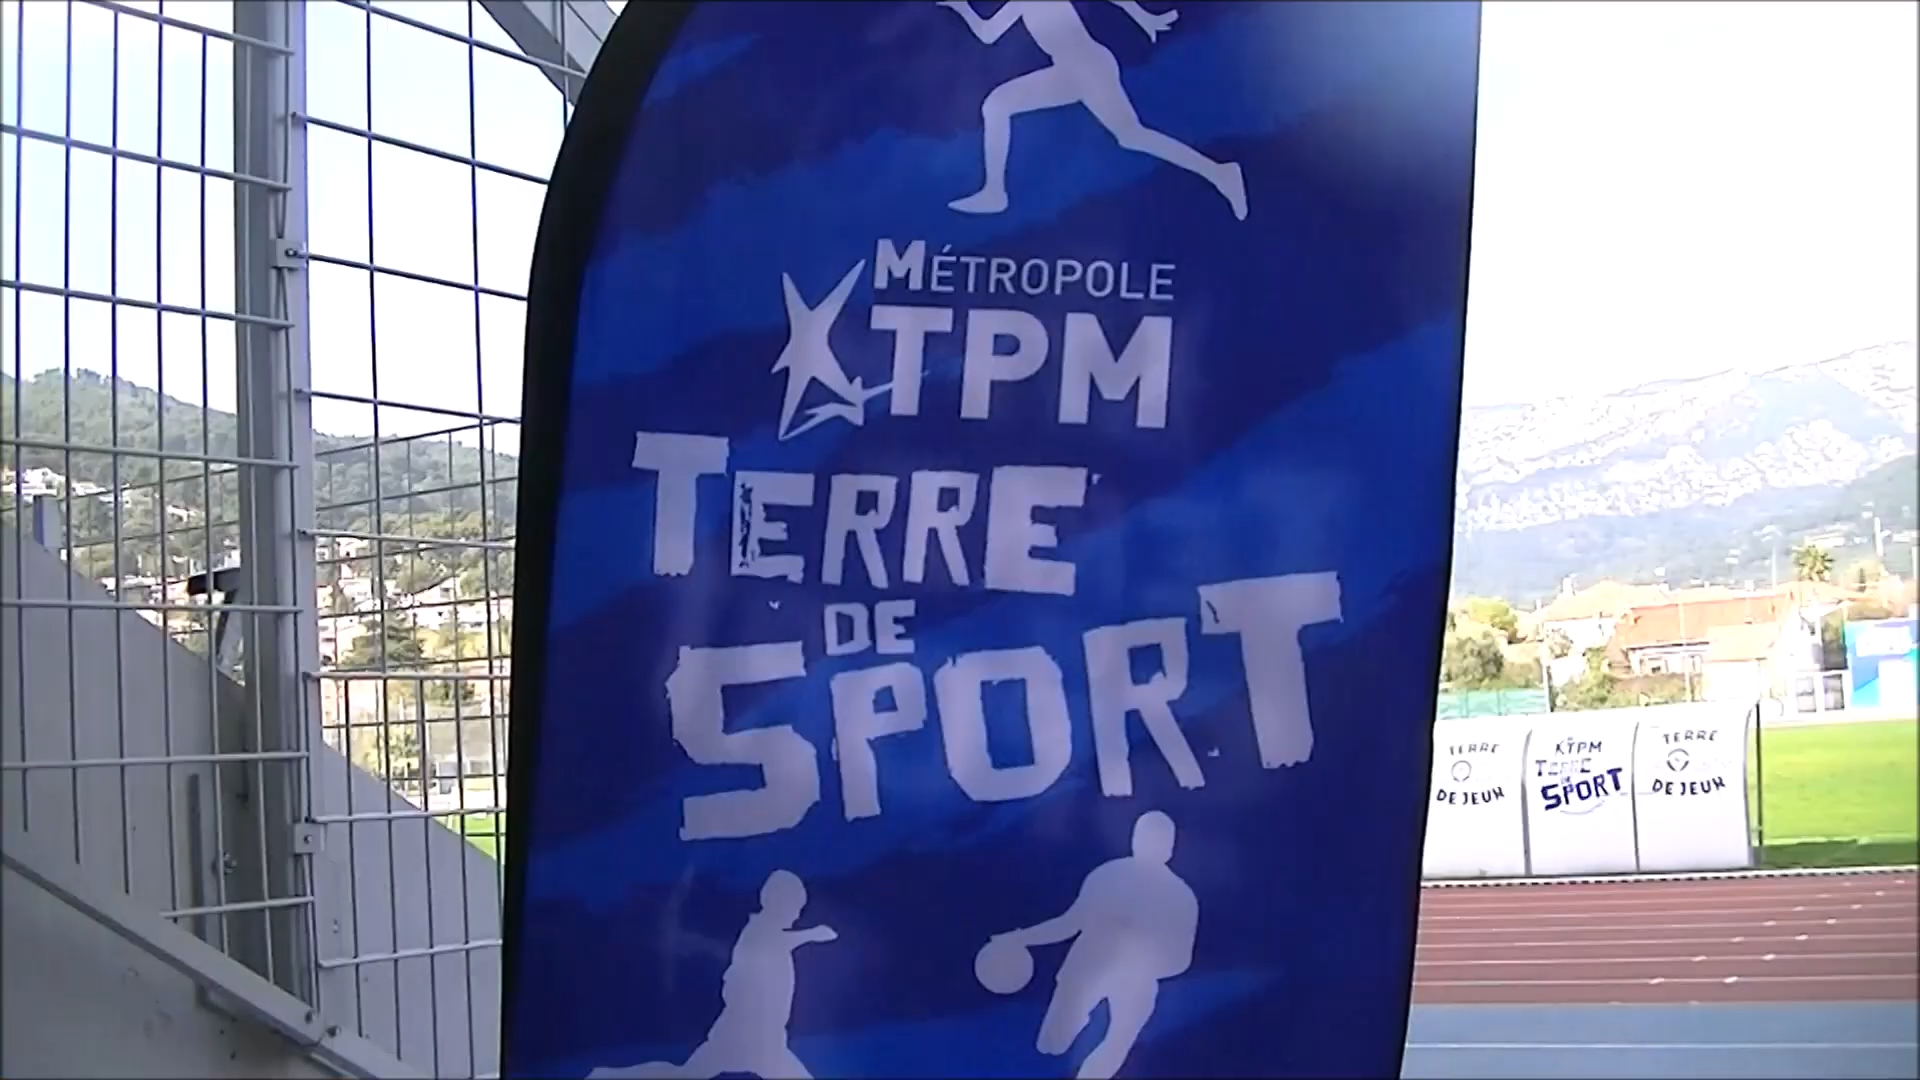 MÉTROPOLE
TPM
TERRE
DE
SPORT
TERRE
DE JEUX
TPM
TERRE
SPORT
TERRE
DE JEUX